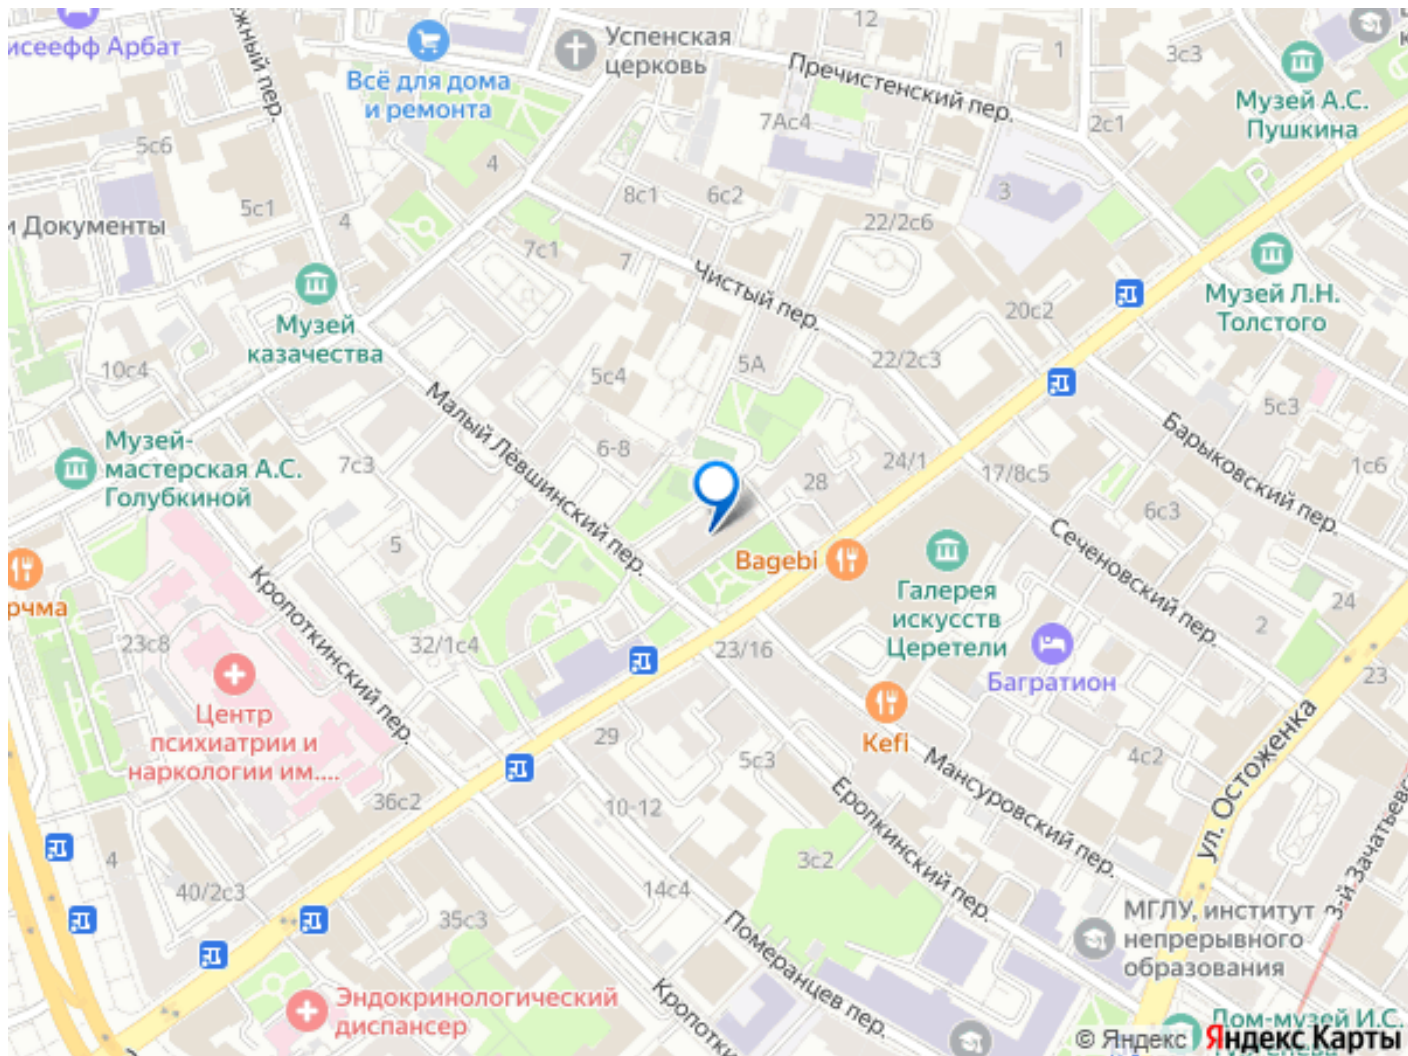 исеефф Арбат
жный пер.
Всё для дома
и ремонта
Успенская
церковь
12
Пречистенский пер.
1
3с3
Музей А.С.
Пушкина
2с1
7Ас4
5с6
5с1
4
4
8с1
6с2
3
22/2с6
и Документы
7с1
7
Чистый пер.
Музей Л.Н.
Толстого
Музей
казачества
20с2
10с4
5с4
5А
22/2с3
5с3
Малый Лёвшинский пер.
Барыковский пер.
Музей-
мастерская А.С.
Голубкиной
7с3
6-8
28
24/1
17/8с5
1с6
6с3
5
Bagebi
Сеченовский пер.
рчма
Кропоткинский пер.
Галерея
искусств
Церетели
24
2
23с8
32/1с4
23/16
Багратион
23
Центр
психиатрии и
наркологии им....
Kefi
29
5с3
4с2
ул. Остоженка
Мансуровский пер.
36с2
10-12
Еропкинский пер.
3-й Зачатьевс
4
3с2
40/2с3
14с4
35с3
МГЛУ, институт
непрерывного
образования
Померанцев пер.
Эндокринологический
диспансер
Кропотки
Дом-музей И.С.
© Яндекс Яндекс Карты